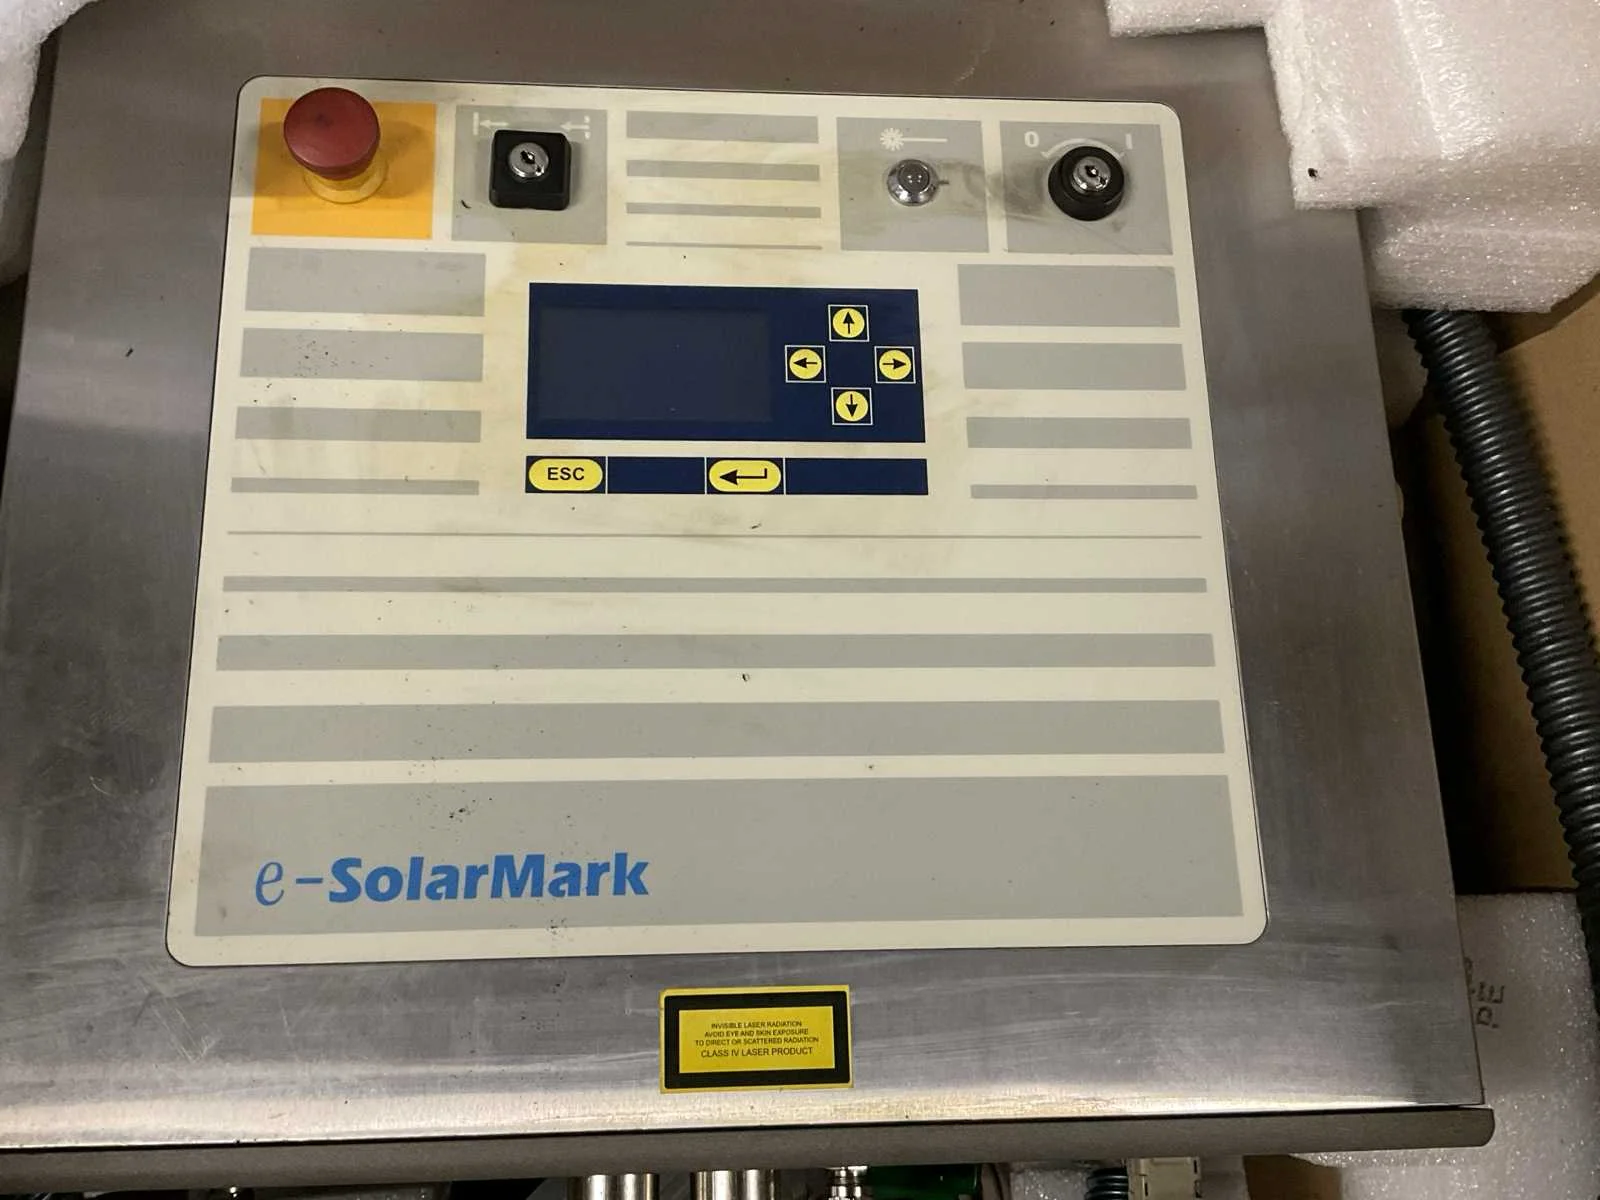 0 1
ESC
e-SolarMark
INVISIBLE LASER RADIATION
AVOID EYE AND SKIN EXPOSURE
TO DIRECT OR SCATTERED RADIATION
CLASS IV LASER PRODUCT